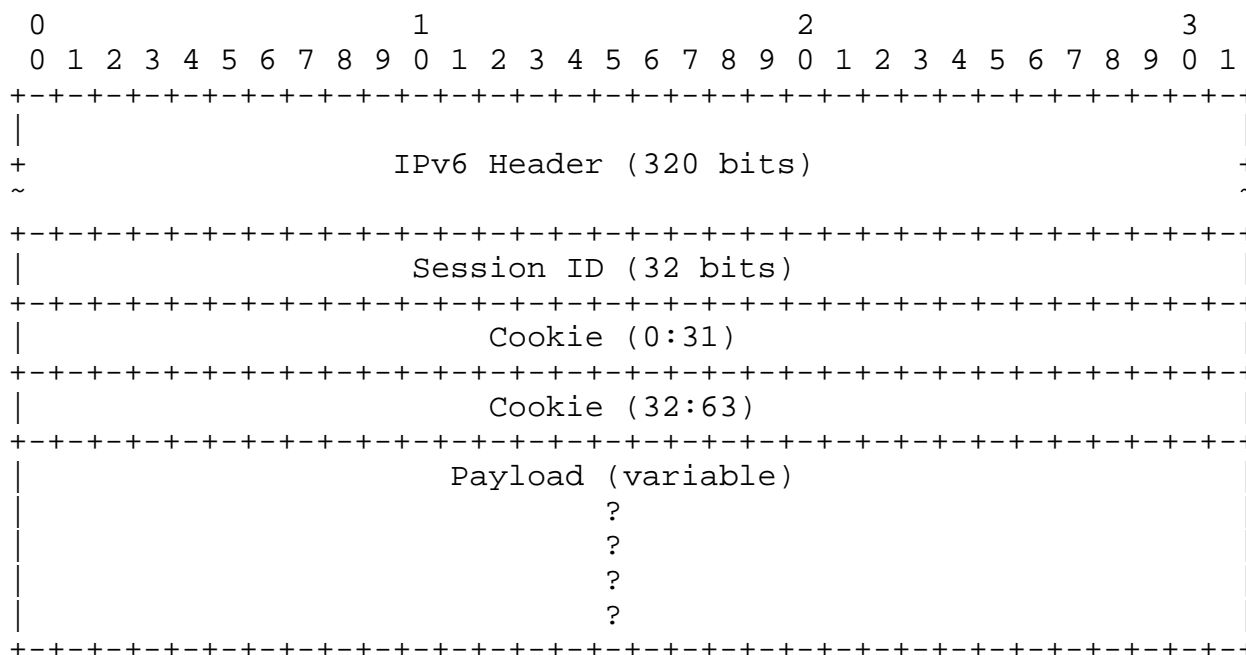 0                   1                   2                   3
0 1 2 3 4 5 6 7 8 9 0 1 2 3 4 5 6 7 8 9 0 1 2 3 4 5 6 7 8 9 0 1
IPv6 Header (320 bits)
Session ID (32 bits)
Cookie (0:31)
Cookie (32:63)
Payload (variable)
?
?
?
?